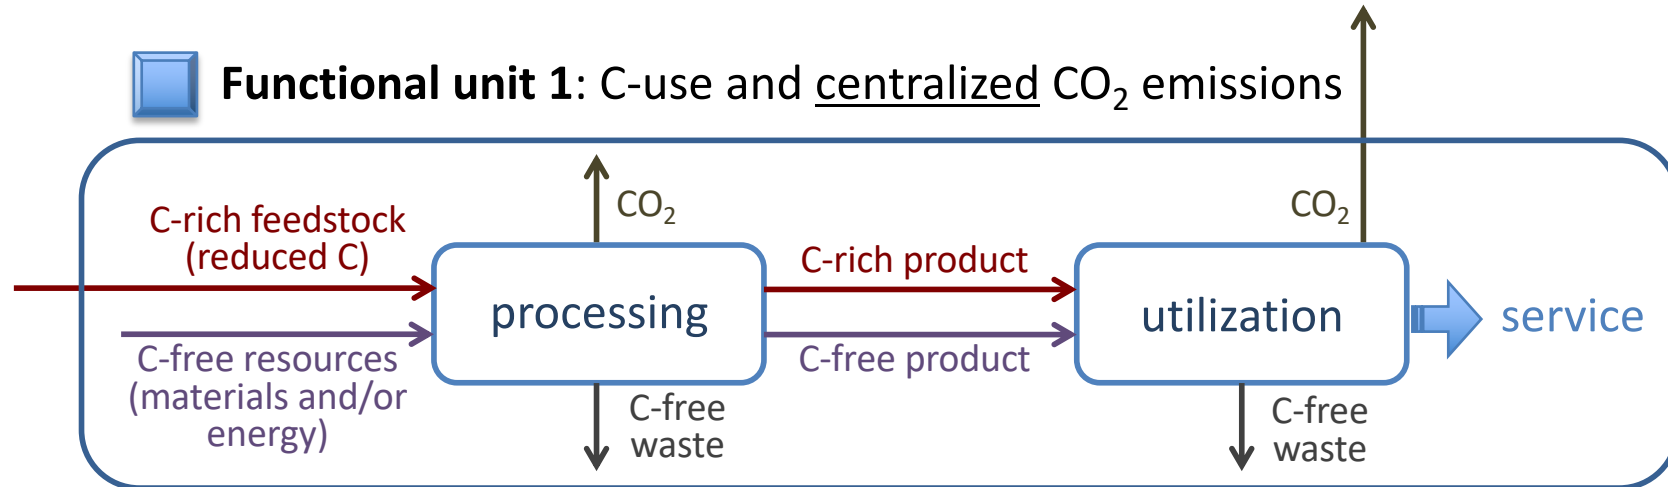 Functional unit 1: C-use and centralized CO₂ emissions
CO₂
CO₂
C-rich feedstock
(reduced C)
C-rich product
processing
utilization
service
C-free resources
(materials and/or
energy)
C-free product
C-free
waste
C-free
waste